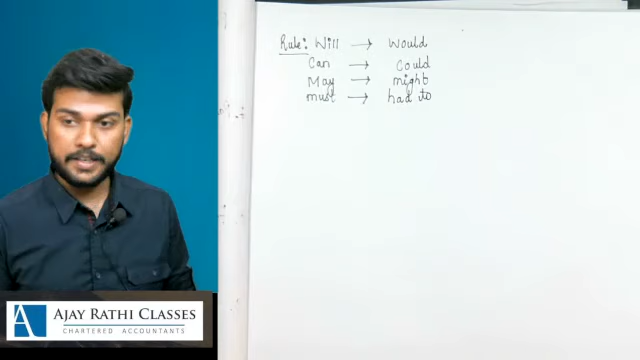 Rule: Will → Would
Can → Could
May → might
must → had to
A
AJAY RATHI CLASSES
CHARTERED ACCOUNTANTS